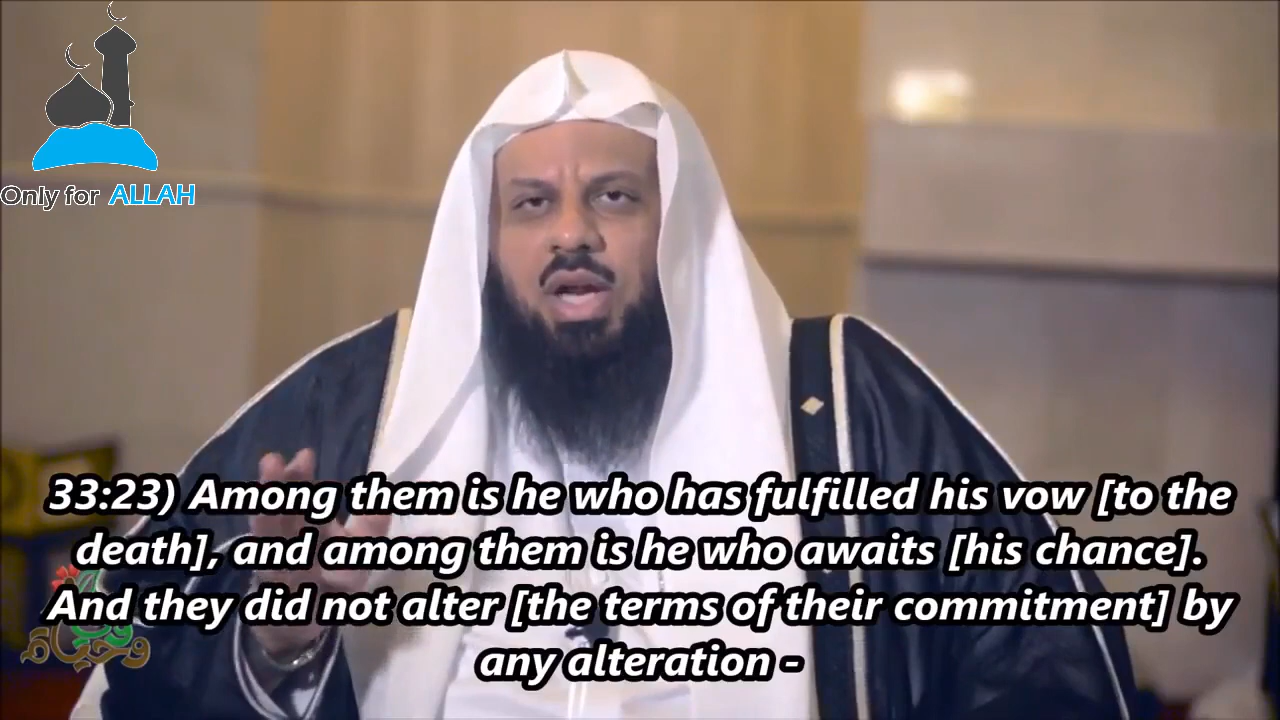 Only for ALLAH
33:23) Among them is he who has fulfilled his vow [to the
death], and among them is he who awaits [his chance].
And they did not alter [the terms of their commitment] by
any alteration -